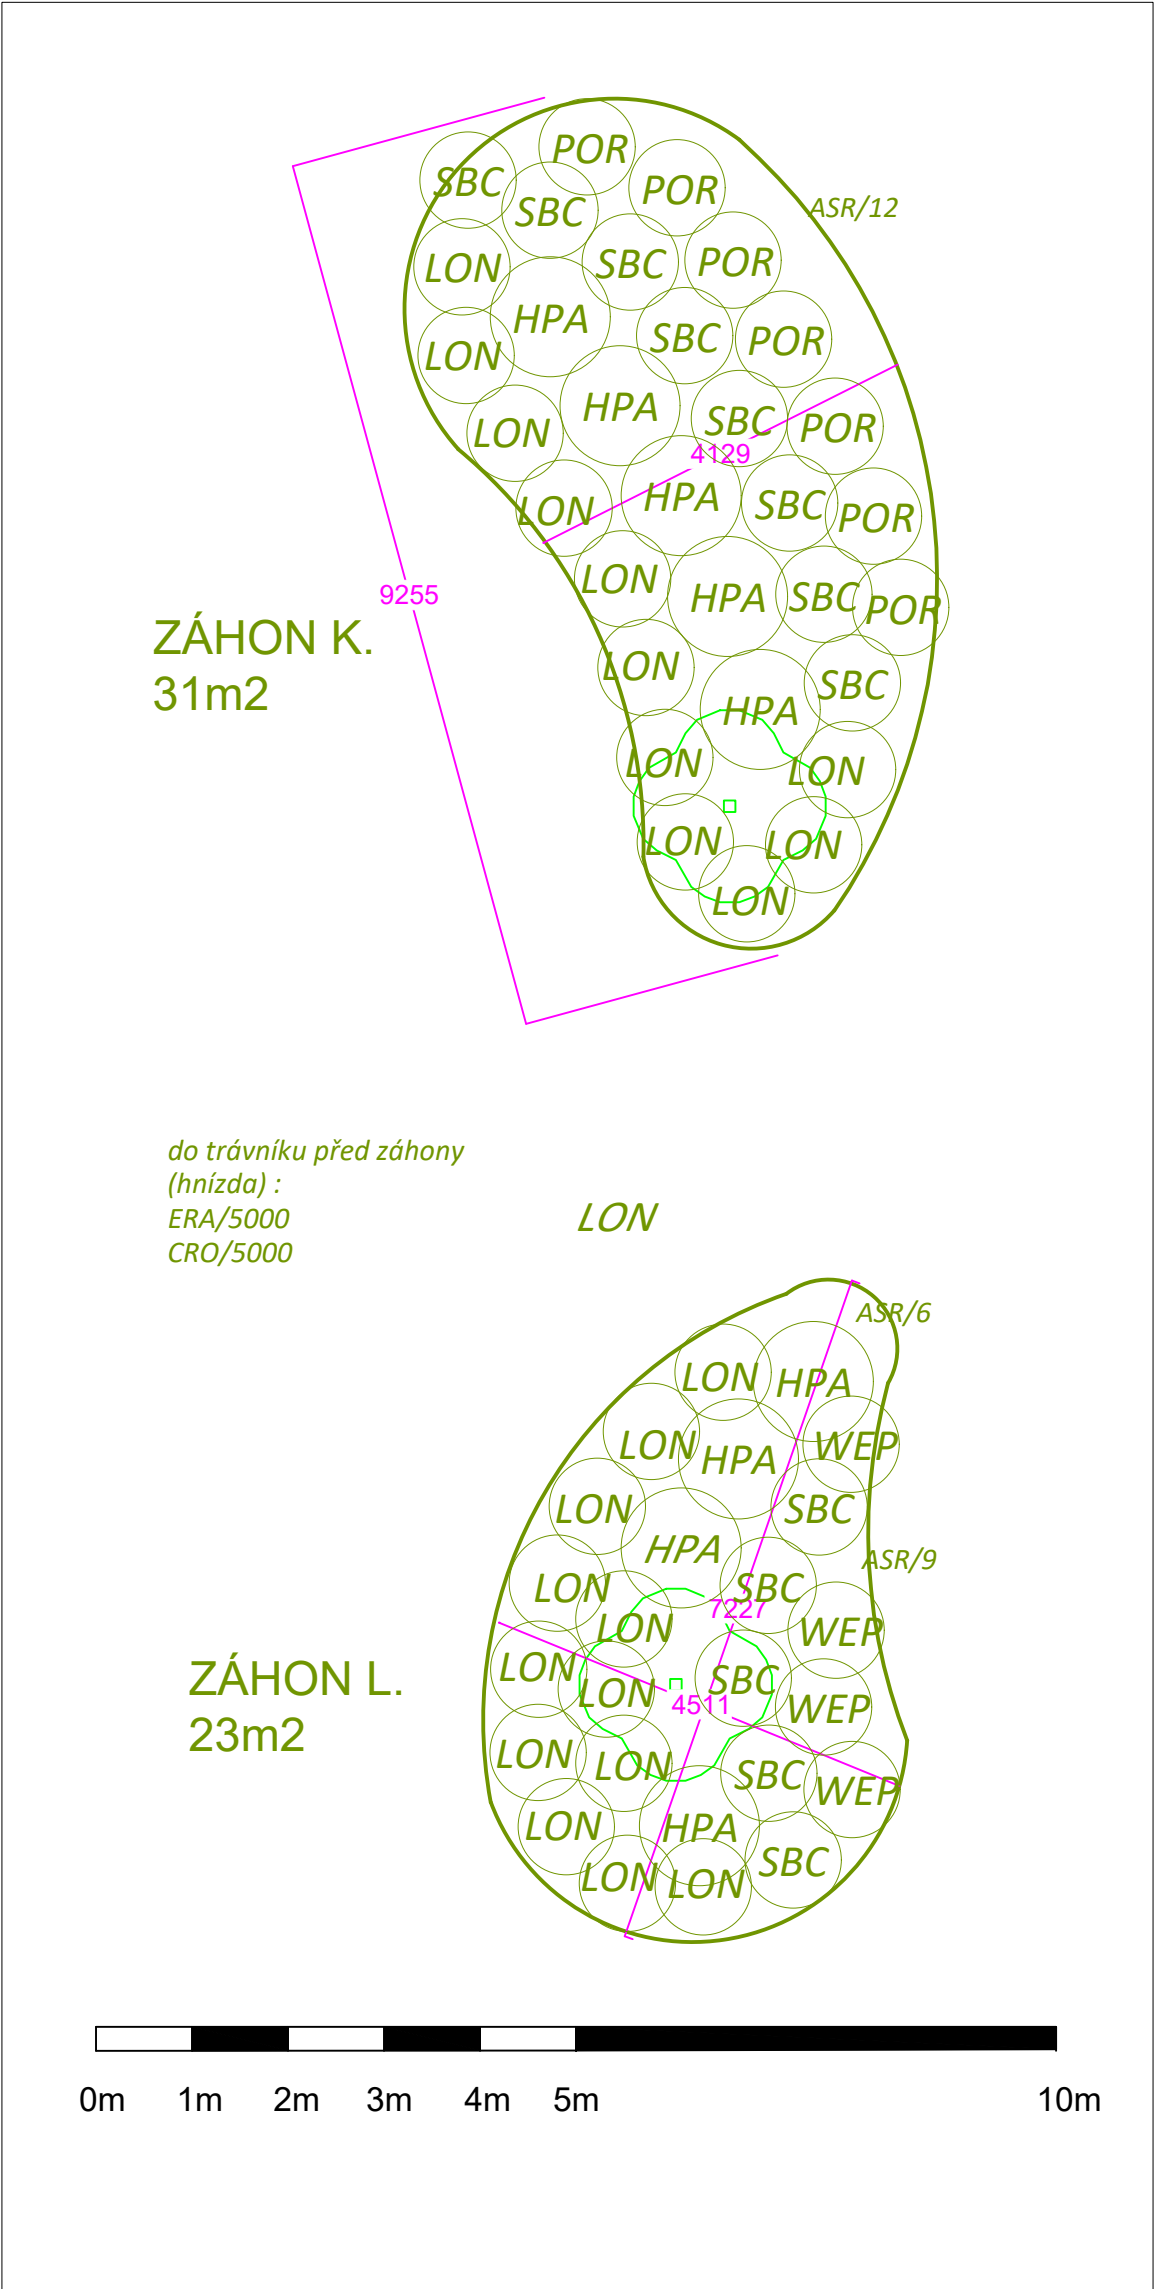 POR
SBC
SBC
POR
ASR/12
LON
SBC
POR
HPA
SBC
POR
LON
HPA
SBC
POR
LON
4129
HPA
SBC
POR
LON
LON
HPA
SBC
POR
9255
ZÁHON K.
31m2
LON
SBC
HPA
LON
LON
LON
LON
LON
do trávníku před záhony
(hnízda) :
ERA/5000
CRO/5000
LON
ASR/6
LON
HPA
LON
HPA
WEP
LON
SBC
HPA
ASR/9
LON
SBC
7227
LON
WEP
LON
SBC
LON
4511
WEP
ZÁHON L.
23m2
LON
LON
SBC
WEP
LON
HPA
SBC
LON
LON
0m 1m 2m 3m 4m 5m 10m